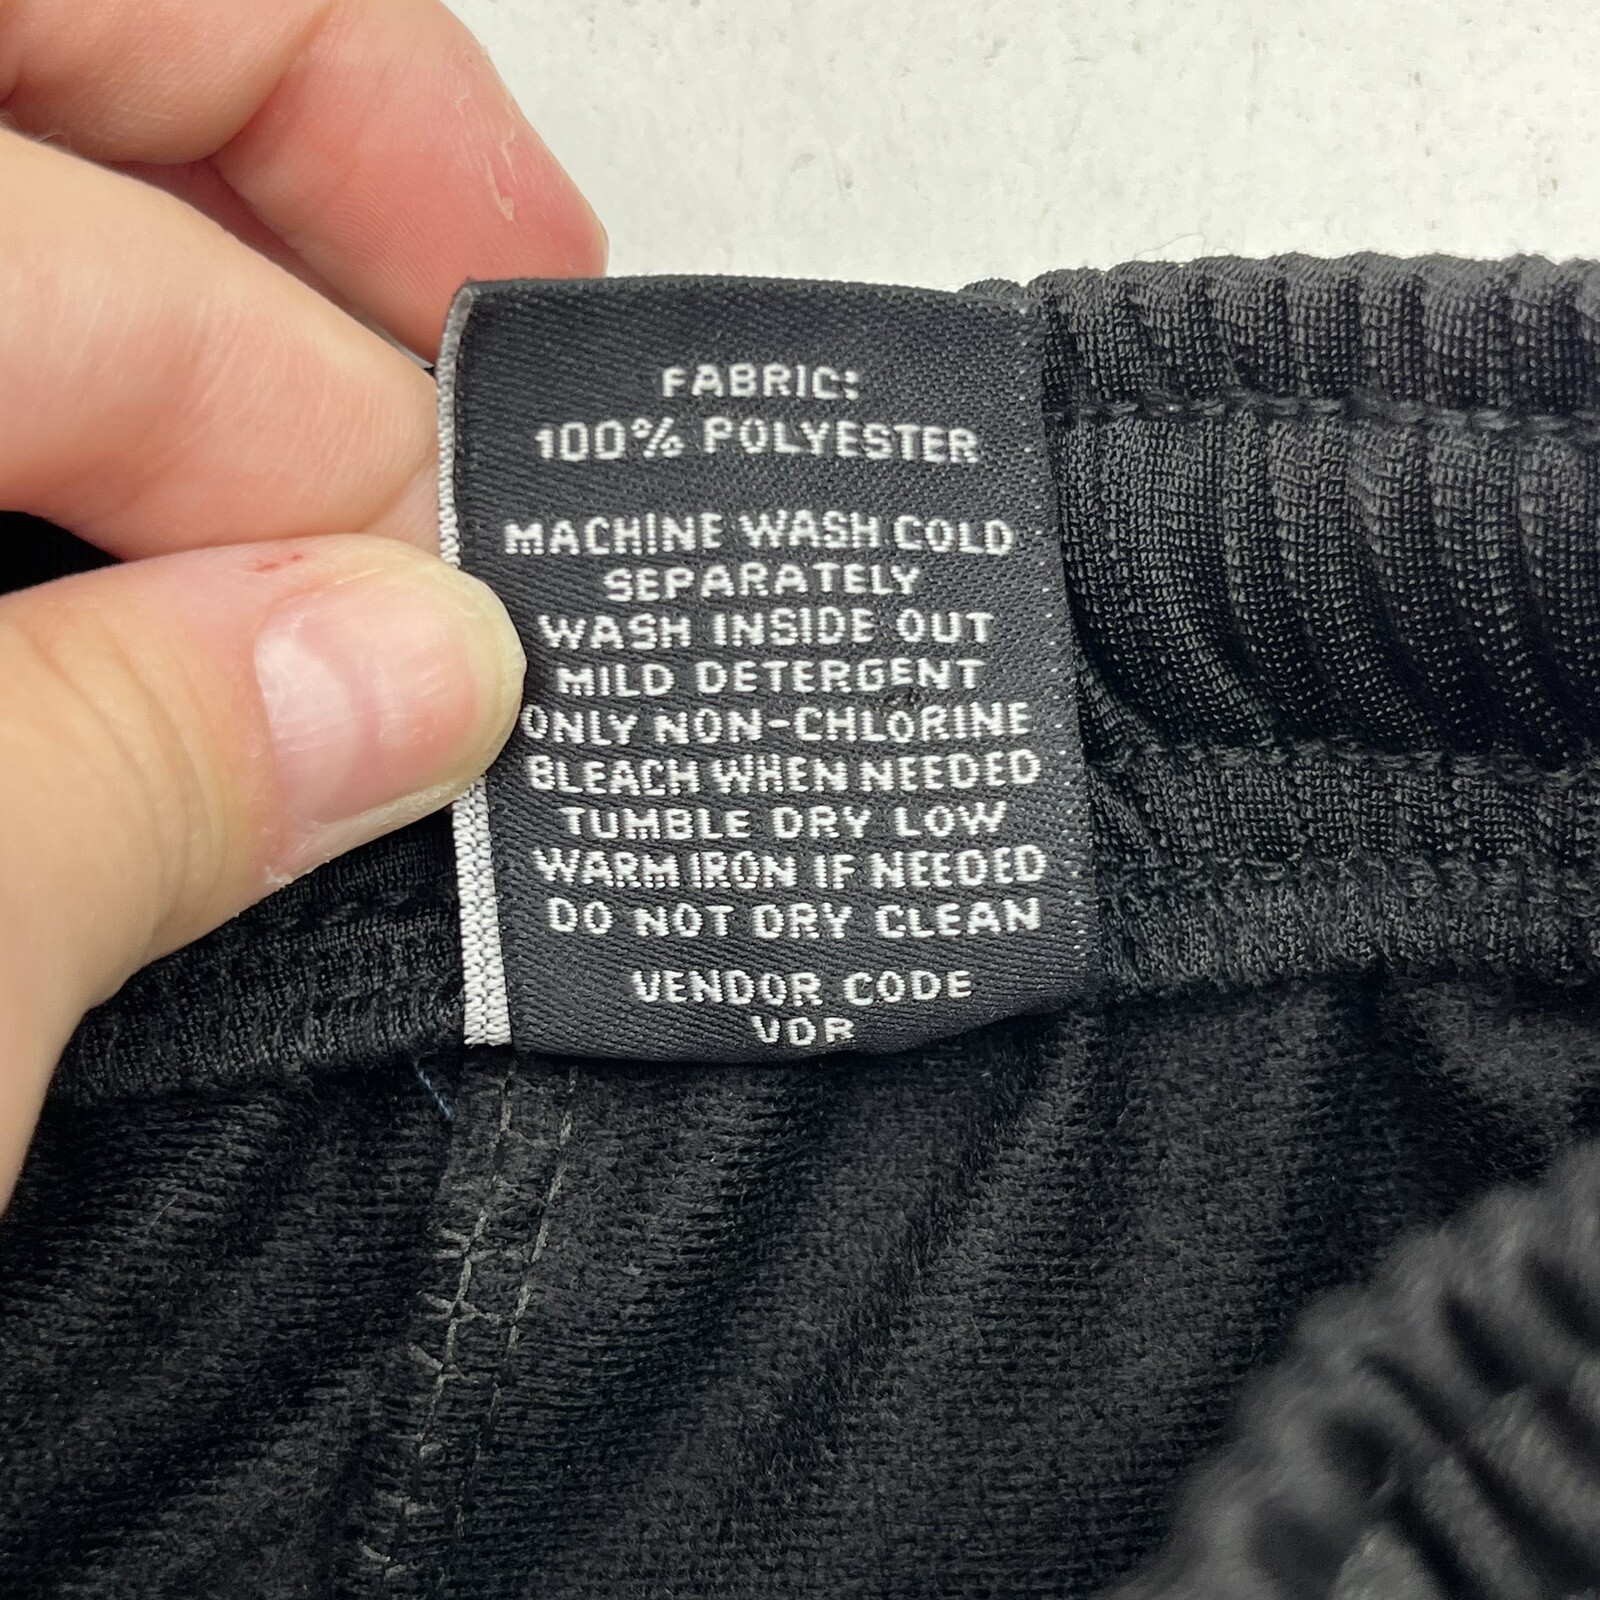 FABRIC:
100% POLYESTER
MACHINE WASH COLD
SEPARATELY
WASH INSIDE OUT
MILD DETERGENT
ONLY NON-CHLORINE
BLEACH WHEN NEEDED
TUMBLE DRY LOW
WARM IRON IF NEEDED
DO NOT DRY CLEAN
VENDOR CODE
VDR